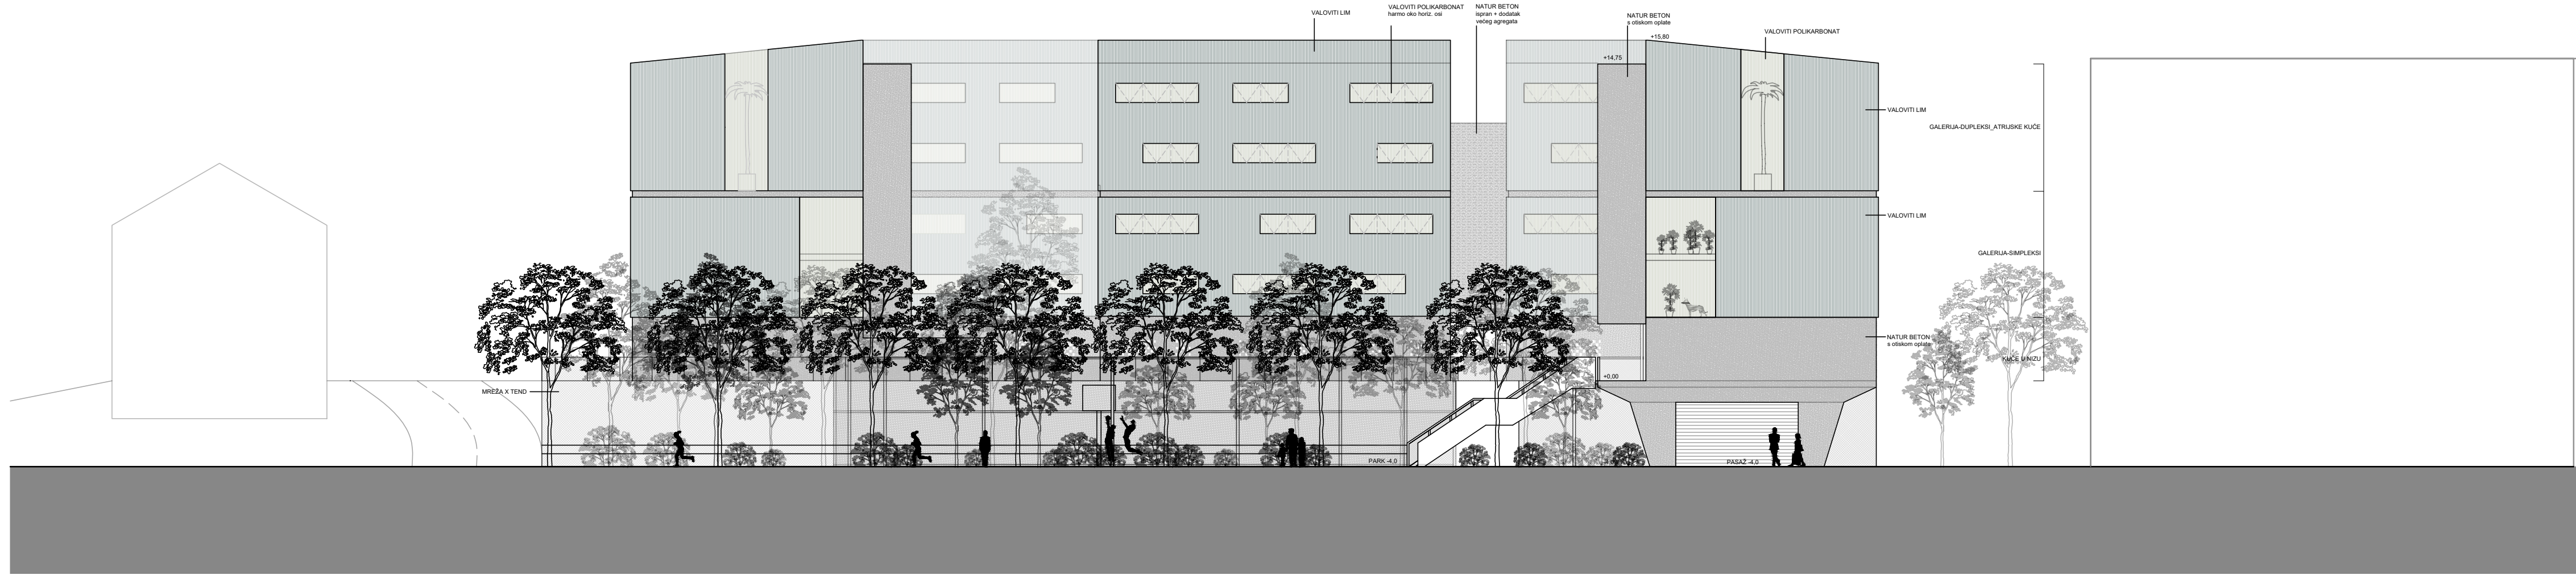 VALOVITI LIM
VALOVITI POLIKARBONAT
harmo oko horiz. osi
NATUR BETON
ispran + dodatak
većeg agregata
NATUR BETON
s otiskom oplate
VALOVITI POLIKARBONAT
+15,80
+14,75
VALOVITI LIM
GALERIJA-DUPLEKSI_ATRIJSKE KUĆE
VALOVITI LIM
GALERIJA-SIMPLEKSI
NATUR BETON
s otiskom oplate
KUĆE U NIZU
+0,00
MREŽA X TEND
PARK -4,0
PASAŽ -4,0